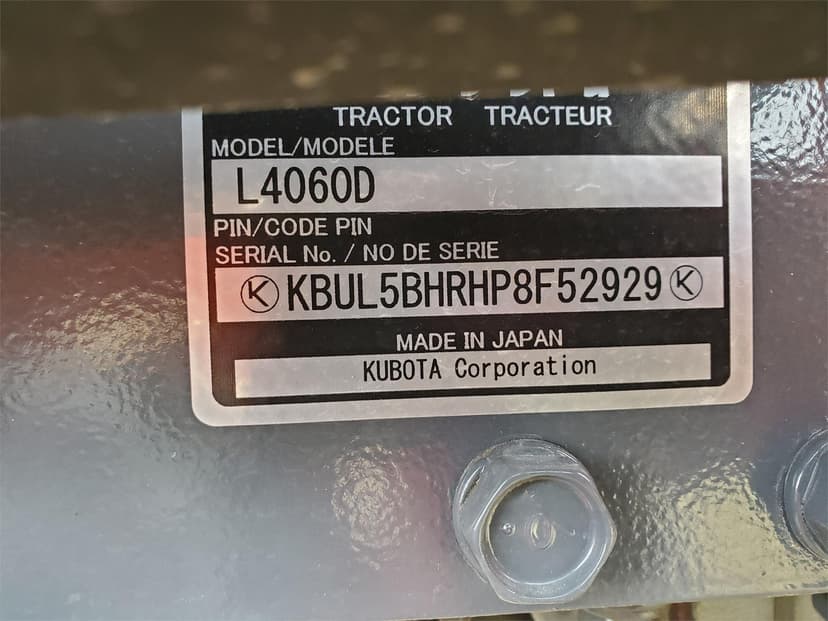 TRACTOR TRACTEUR
MODEL/MODELE
L4060D
PIN/CODE PIN
SERIAL No. / NO DE SERIE
KBUL5BHRHP8F52929
MADE IN JAPAN
KUBOTA Corporation